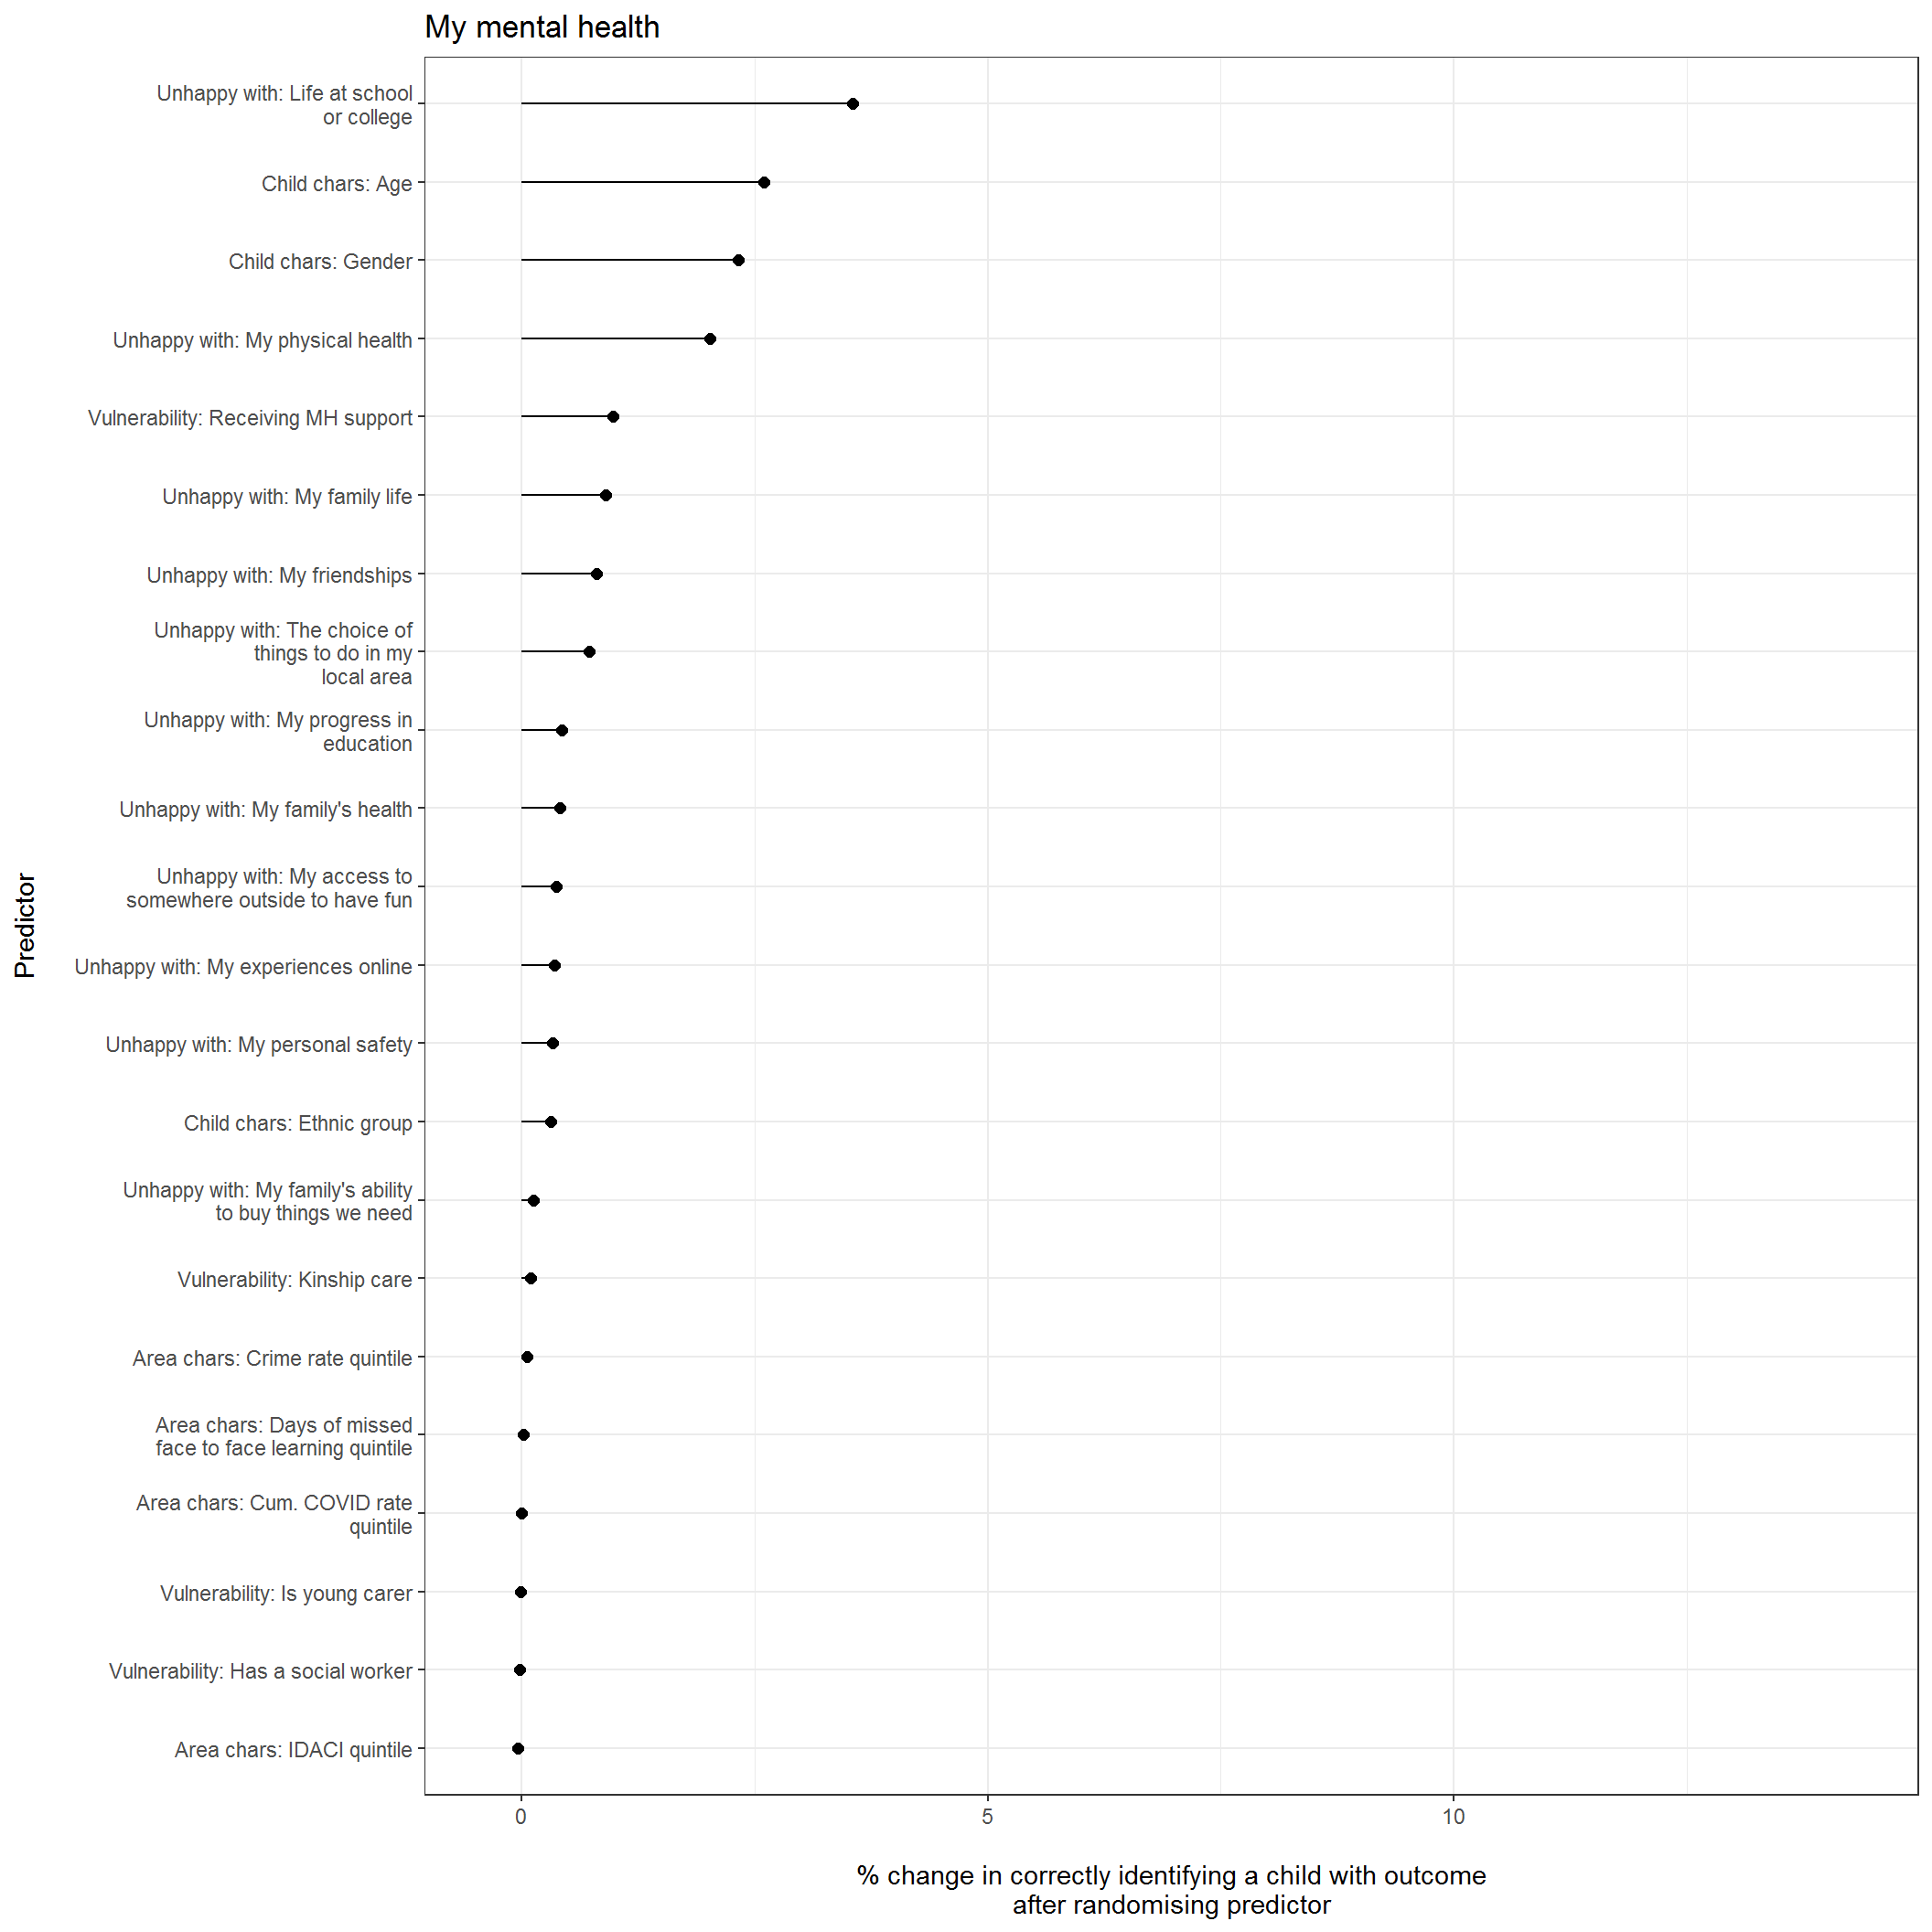 My mental health
Unhappy with: Life at school
or college
Child chars: Age
Child chars: Gender
Unhappy with: My physical health
Vulnerability: Receiving MH support
Unhappy with: My family life
Unhappy with: My friendships
Unhappy with: The choice of
things to do in my
local area
Unhappy with: My progress in
education
Unhappy with: My family's health
Unhappy with: My access to
somewhere outside to have fun
Unhappy with: My experiences online
Unhappy with: My personal safety
Child chars: Ethnic group
Unhappy with: My family's ability
to buy things we need
Vulnerability: Kinship care
Area chars: Crime rate quintile
Area chars: Days of missed
face to face learning quintile
Area chars: Cum. COVID rate
quintile
Vulnerability: Is young carer
Vulnerability: Has a social worker
Area chars: IDACI quintile
Predictor
0 5 10
% change in correctly identifying a child with outcome
after randomising predictor